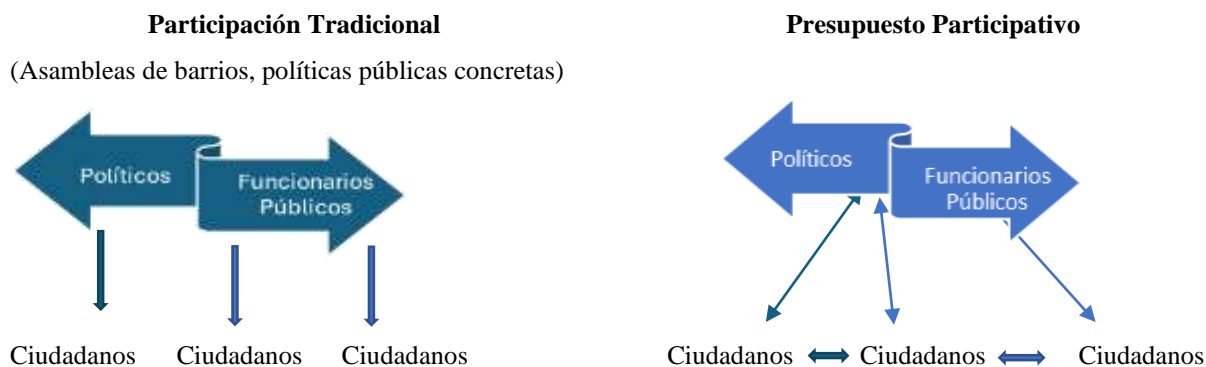 Participación Tradicional
(Asambleas de barrios, políticas públicas concretas)
Políticos
Funcionarios
Públicos
Ciudadanos Ciudadanos Ciudadanos
Presupuesto Participativo
Políticos
Funcionarios
Públicos
Ciudadanos Ciudadanos Ciudadanos